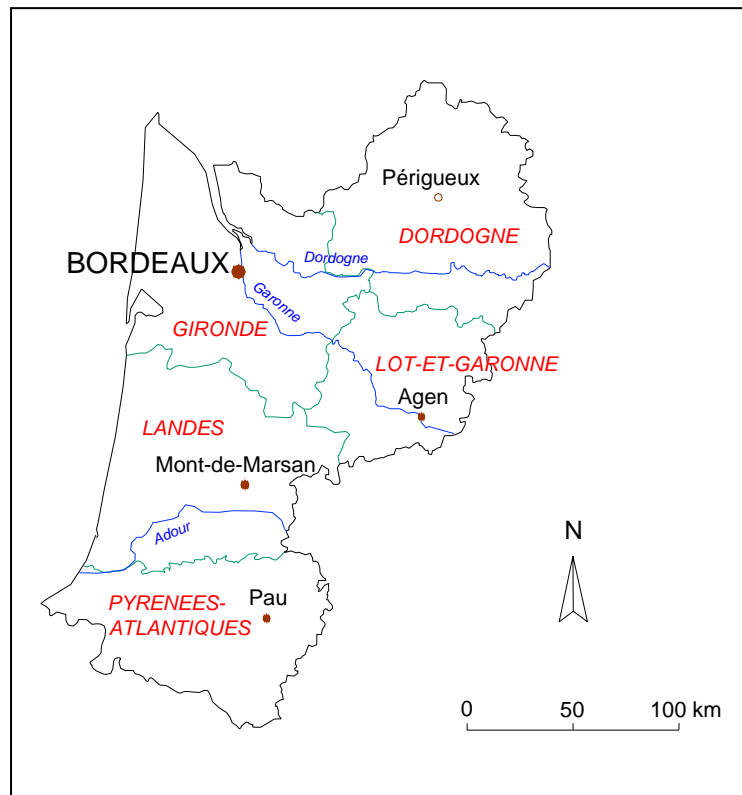 Périgueux
DORDOGNE
Dordogne
BORDEAUX
Garonne
GIRONDE
LOT-ET-GARONNE
Agen
LANDES
Mont-de-Marsan
Adour
N
PYRENEES-
ATLANTIQUES
Pau
0 50 100 km